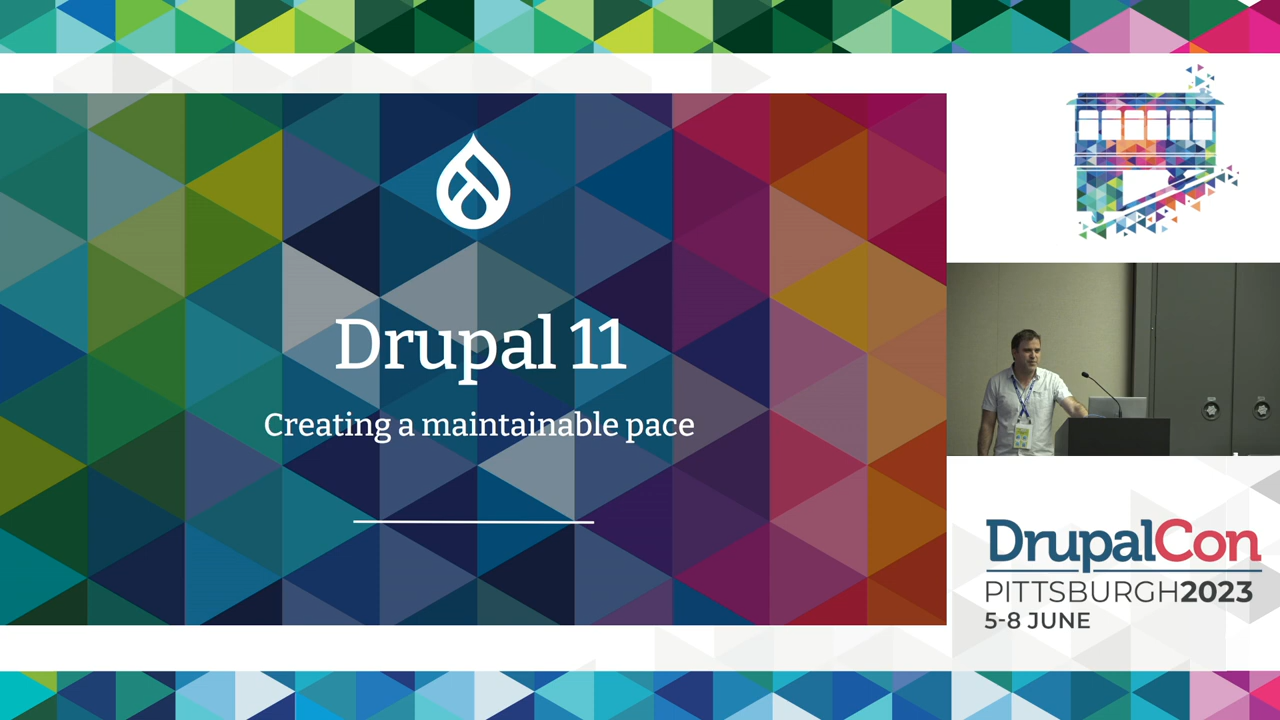 Drupal 11
Creating a maintainable pace
DrupalCon
PITTSBURGH2023
5-8 JUNE